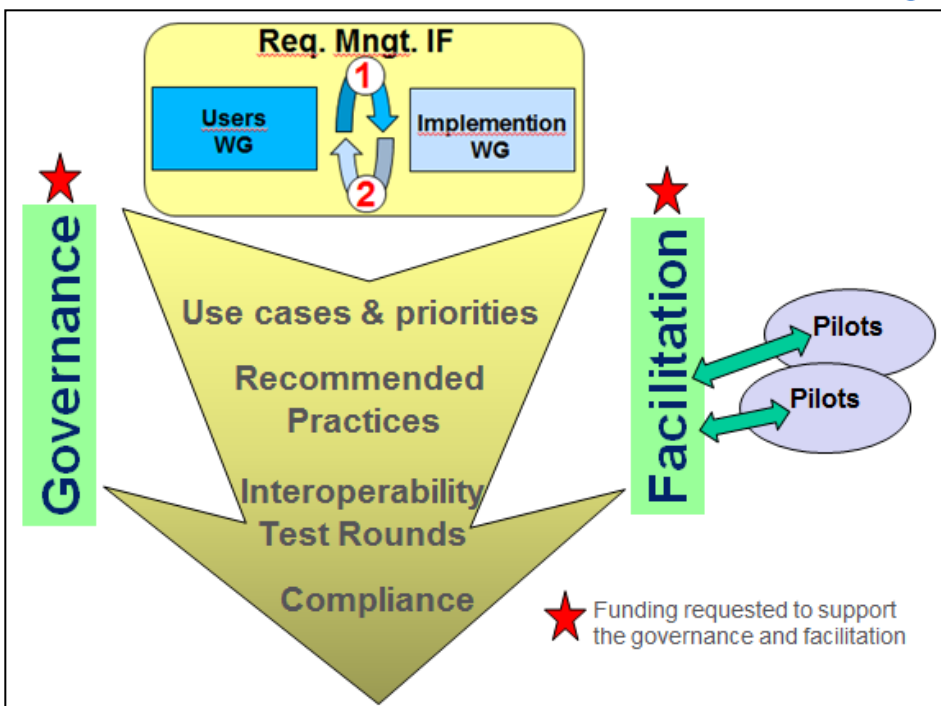 Req. Mngt. IF
1
Users
WG
Implemention
WG
2
Governance
Facilitation
Use cases & priorities
Recommended
Practices
Interoperability
Test Rounds
Compliance
Pilots
Pilots
Funding requested to support
the governance and facilitation